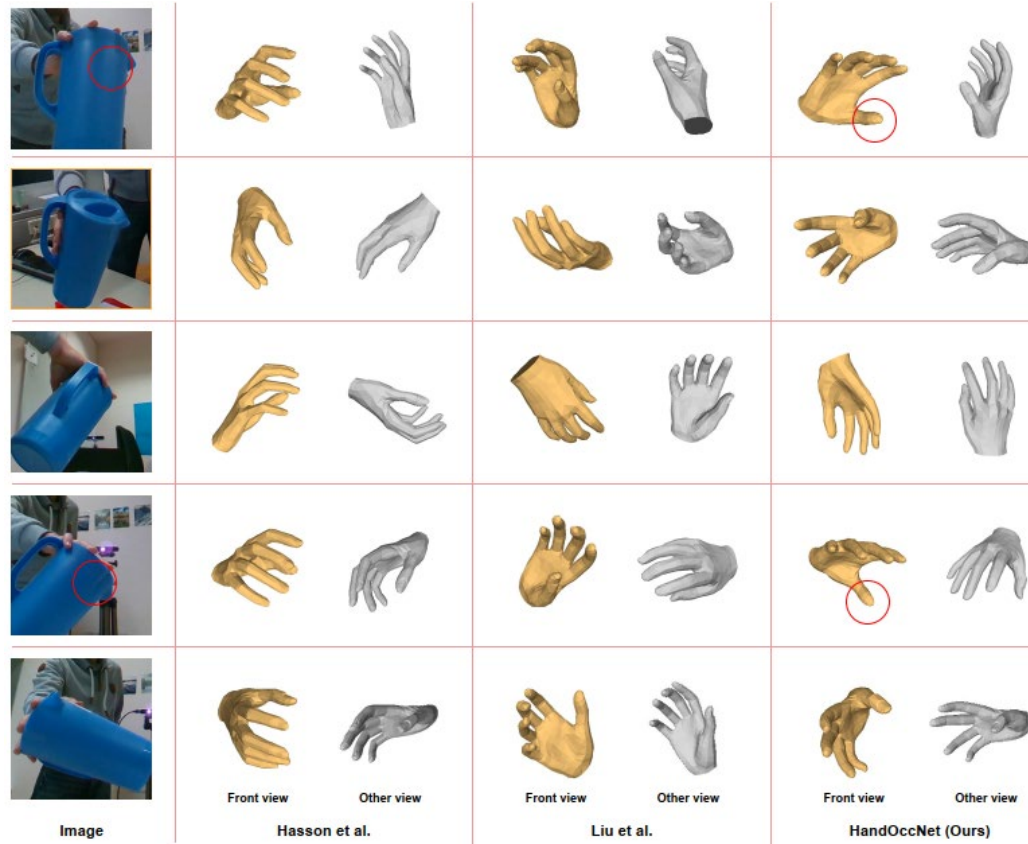 Front view Other view Front view Other view Front view Other view
Image Hasson et al. Liu et al. HandOccNet (Ours)